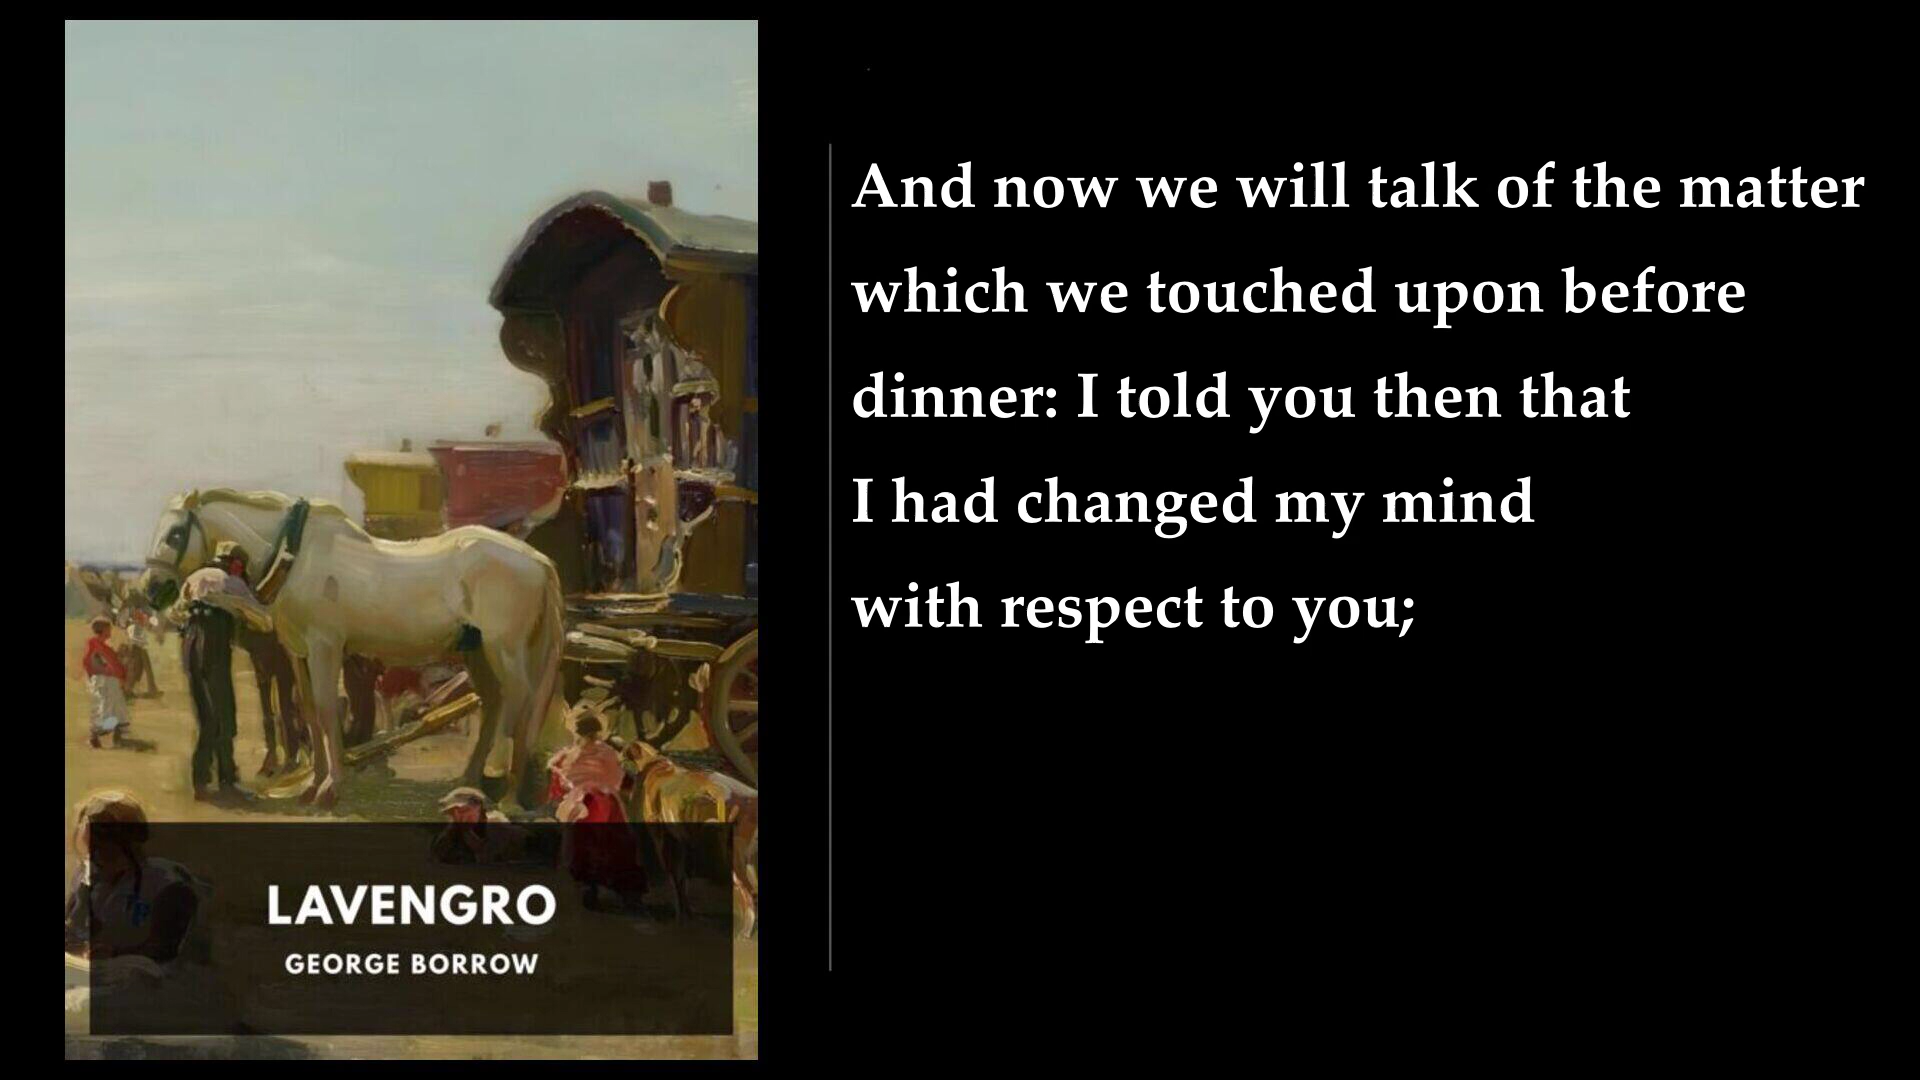 LAVENGRO
GEORGE BORROW
And now we will talk of the matter
which we touched upon before
dinner: I told you then that
I had changed my mind
with respect to you;